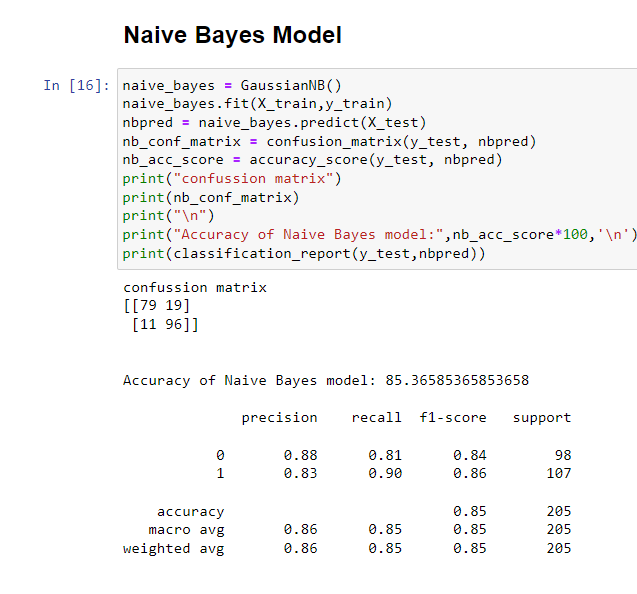 Naive Bayes Model
In [16]: naive_bayes = GaussianNB()
naive_bayes.fit(X_train,y_train)
nbpred = naive_bayes.predict(X_test)
nb_conf_matrix = confusion_matrix(y_test, nbpred)
nb_acc_score = accuracy_score(y_test, nbpred)
print("confussion matrix")
print(nb_conf_matrix)
print("\n")
print("Accuracy of Naive Bayes model:",nb_acc_score*100,'\n')
print(classification_report(y_test,nbpred))
confussion matrix
[[79 19]
[11 96]]
Accuracy of Naive Bayes model: 85.36585365853658
precision recall f1-score support
0 0.88 0.81 0.84 98
1 0.83 0.90 0.86 107
accuracy 0.85 205
macro avg 0.86 0.85 0.85 205
weighted avg 0.86 0.85 0.85 205